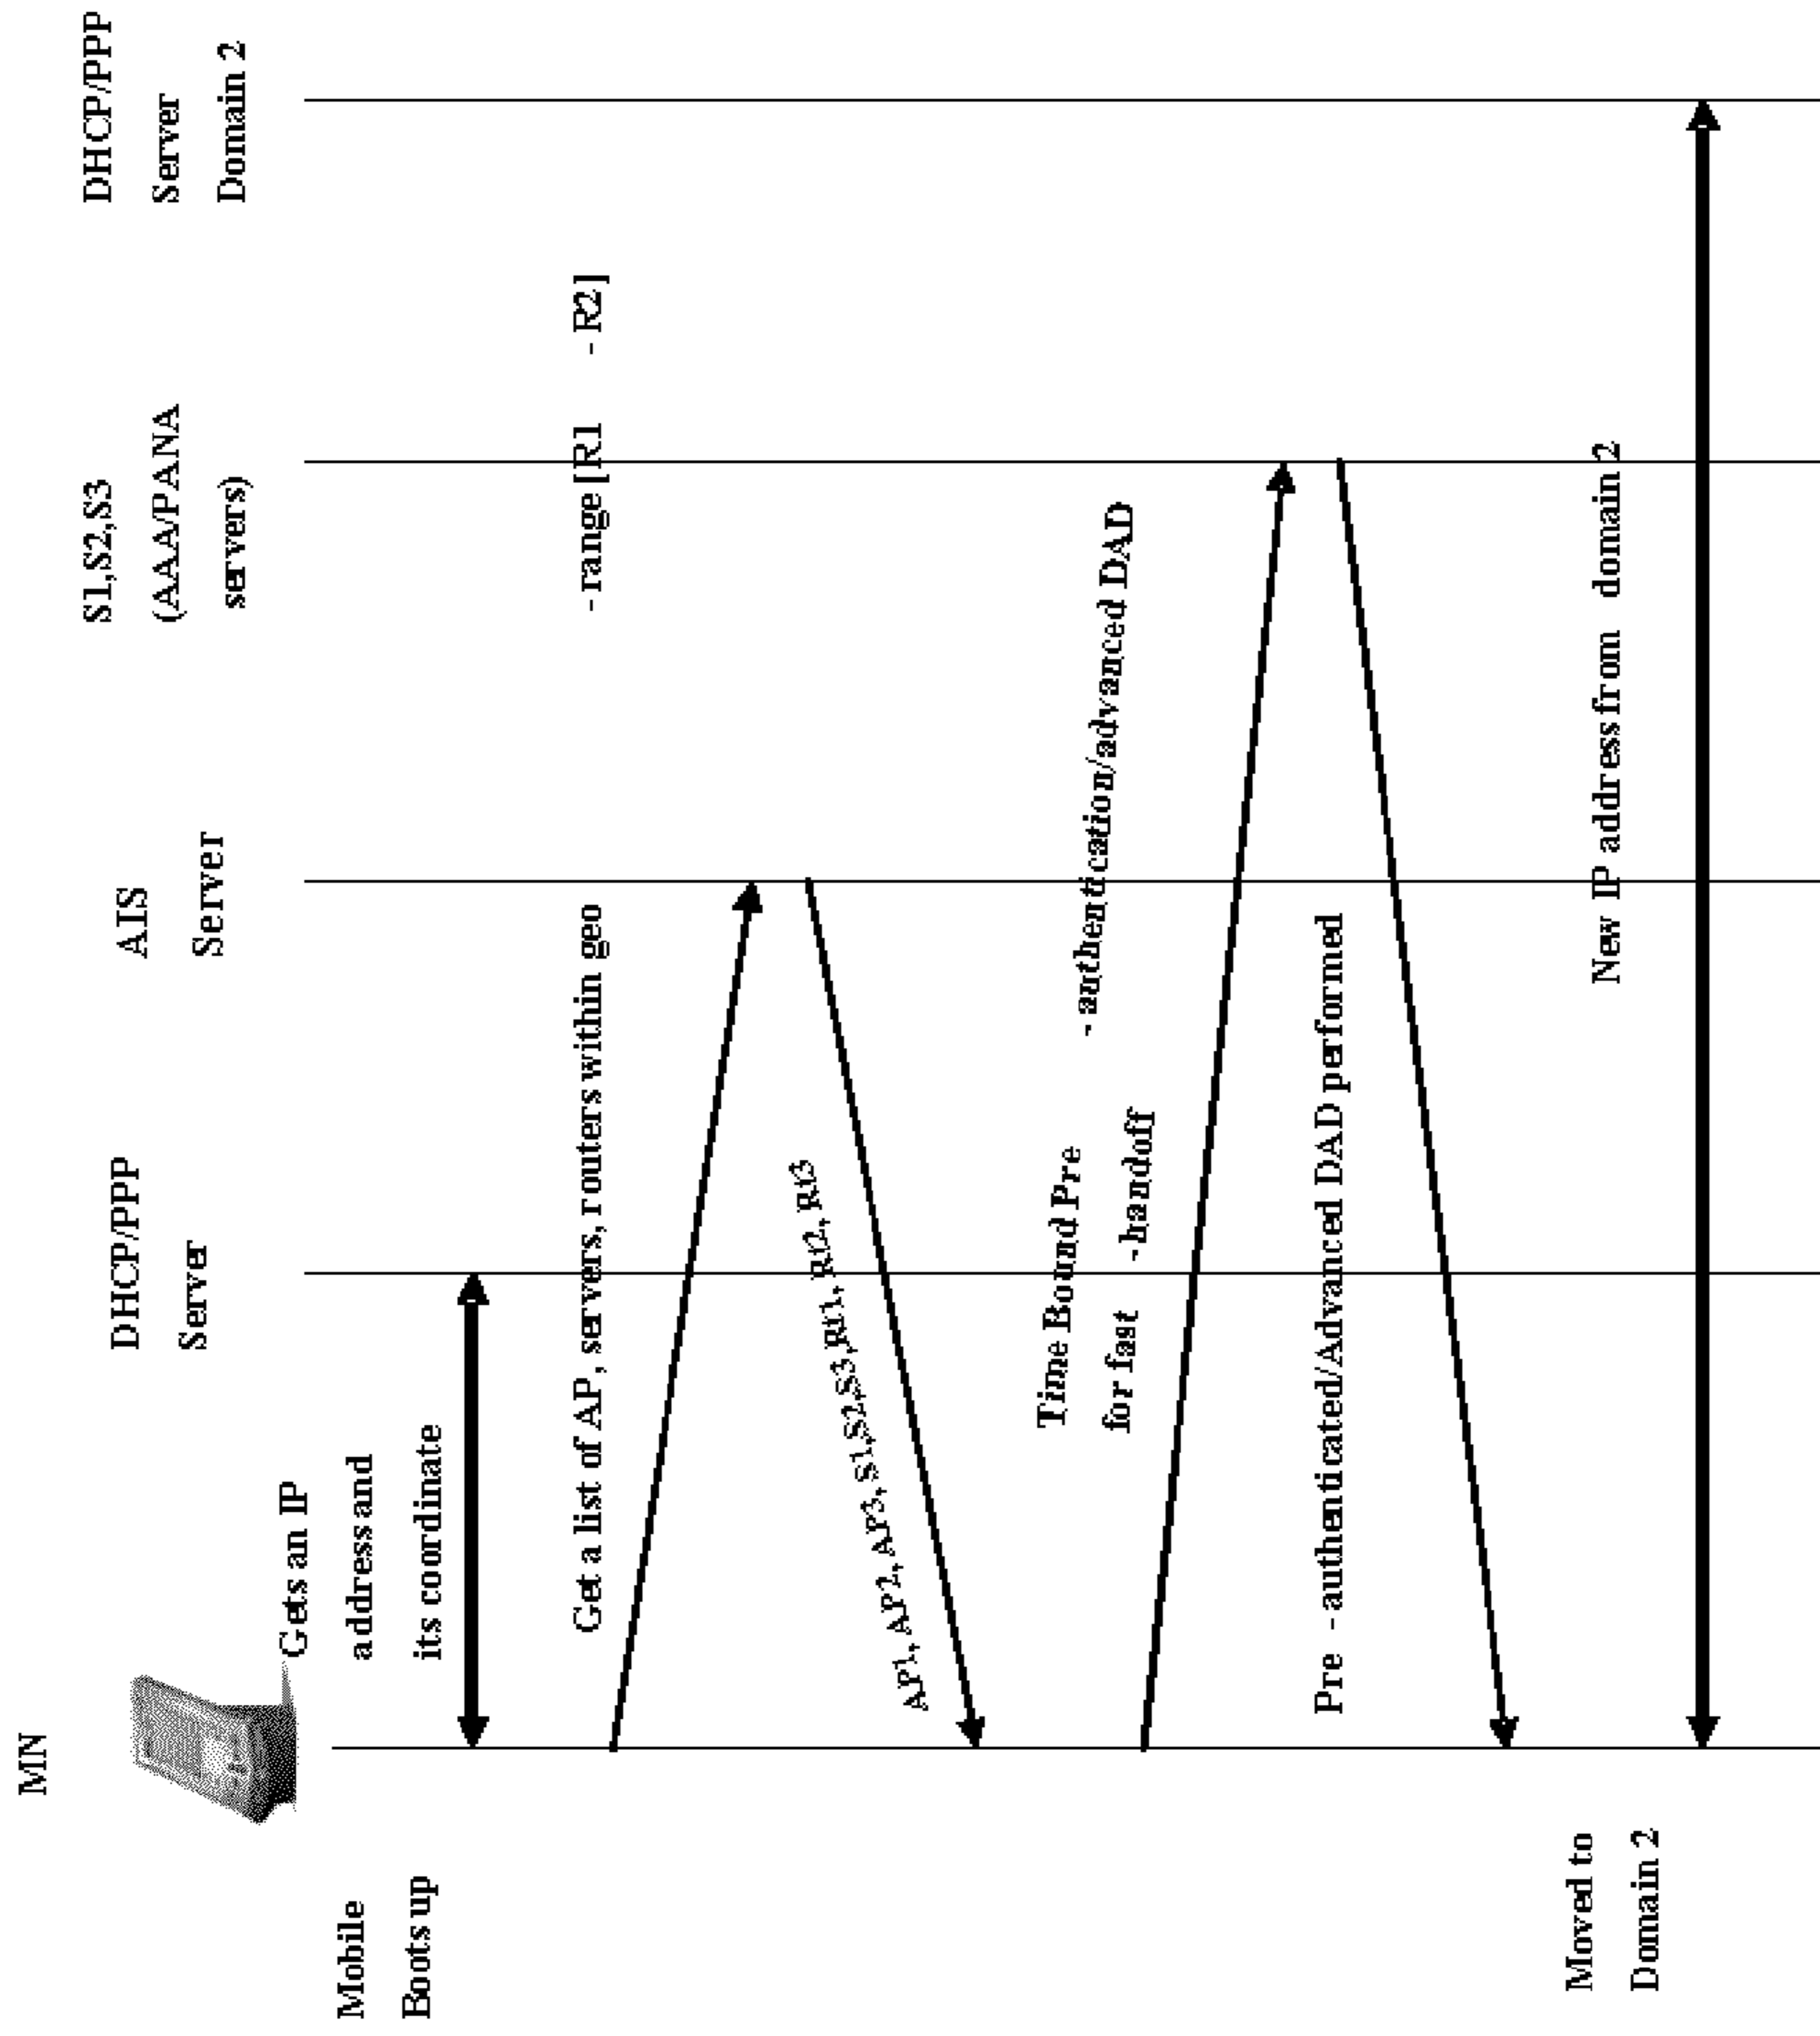 MN
DHCP/PPP
Server
AIS
Server
S1,S2,S3
(AAA/PANA
servers)
DHCP/PPP
Server
Domain 2
Mobile
Boots up
Gets an IP
address and
its coordinate
Get a list of AP, servers, routers within geo -range [R1 - R2]
AP1, AP2, AP3, S1,S2,S3,Rt1, Rt2, Rt3
Time Bound Pre -authentication/advanced DAD
for fast -handoff
Pre -authenticated/Advanced DAD performed
Moved to
Domain 2
New IP address from domain 2